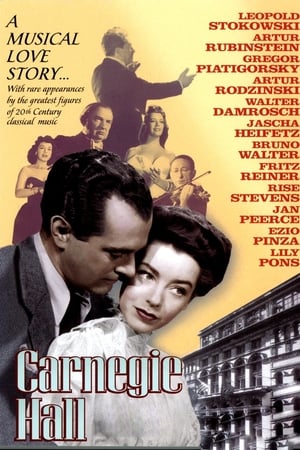 A
MUSICAL
LOVE
STORY...
With rare appearances
by the greatest figures
of 20th Century
classical music
LEOPOLD
STOKOWSKI
ARTUR
RUBINSTEIN
GREGOR
PIATIGORSKY
ARTUR
RODZINSKI
WALTER
DAMROSCH
JASCHA
HEIFETZ
BRUNO
WALTER
FRITZ
REINER
RISE
STEVENS
JAN
PEERCE
EZIO
PINZA
LILY
PONS
Carnegie
Hall